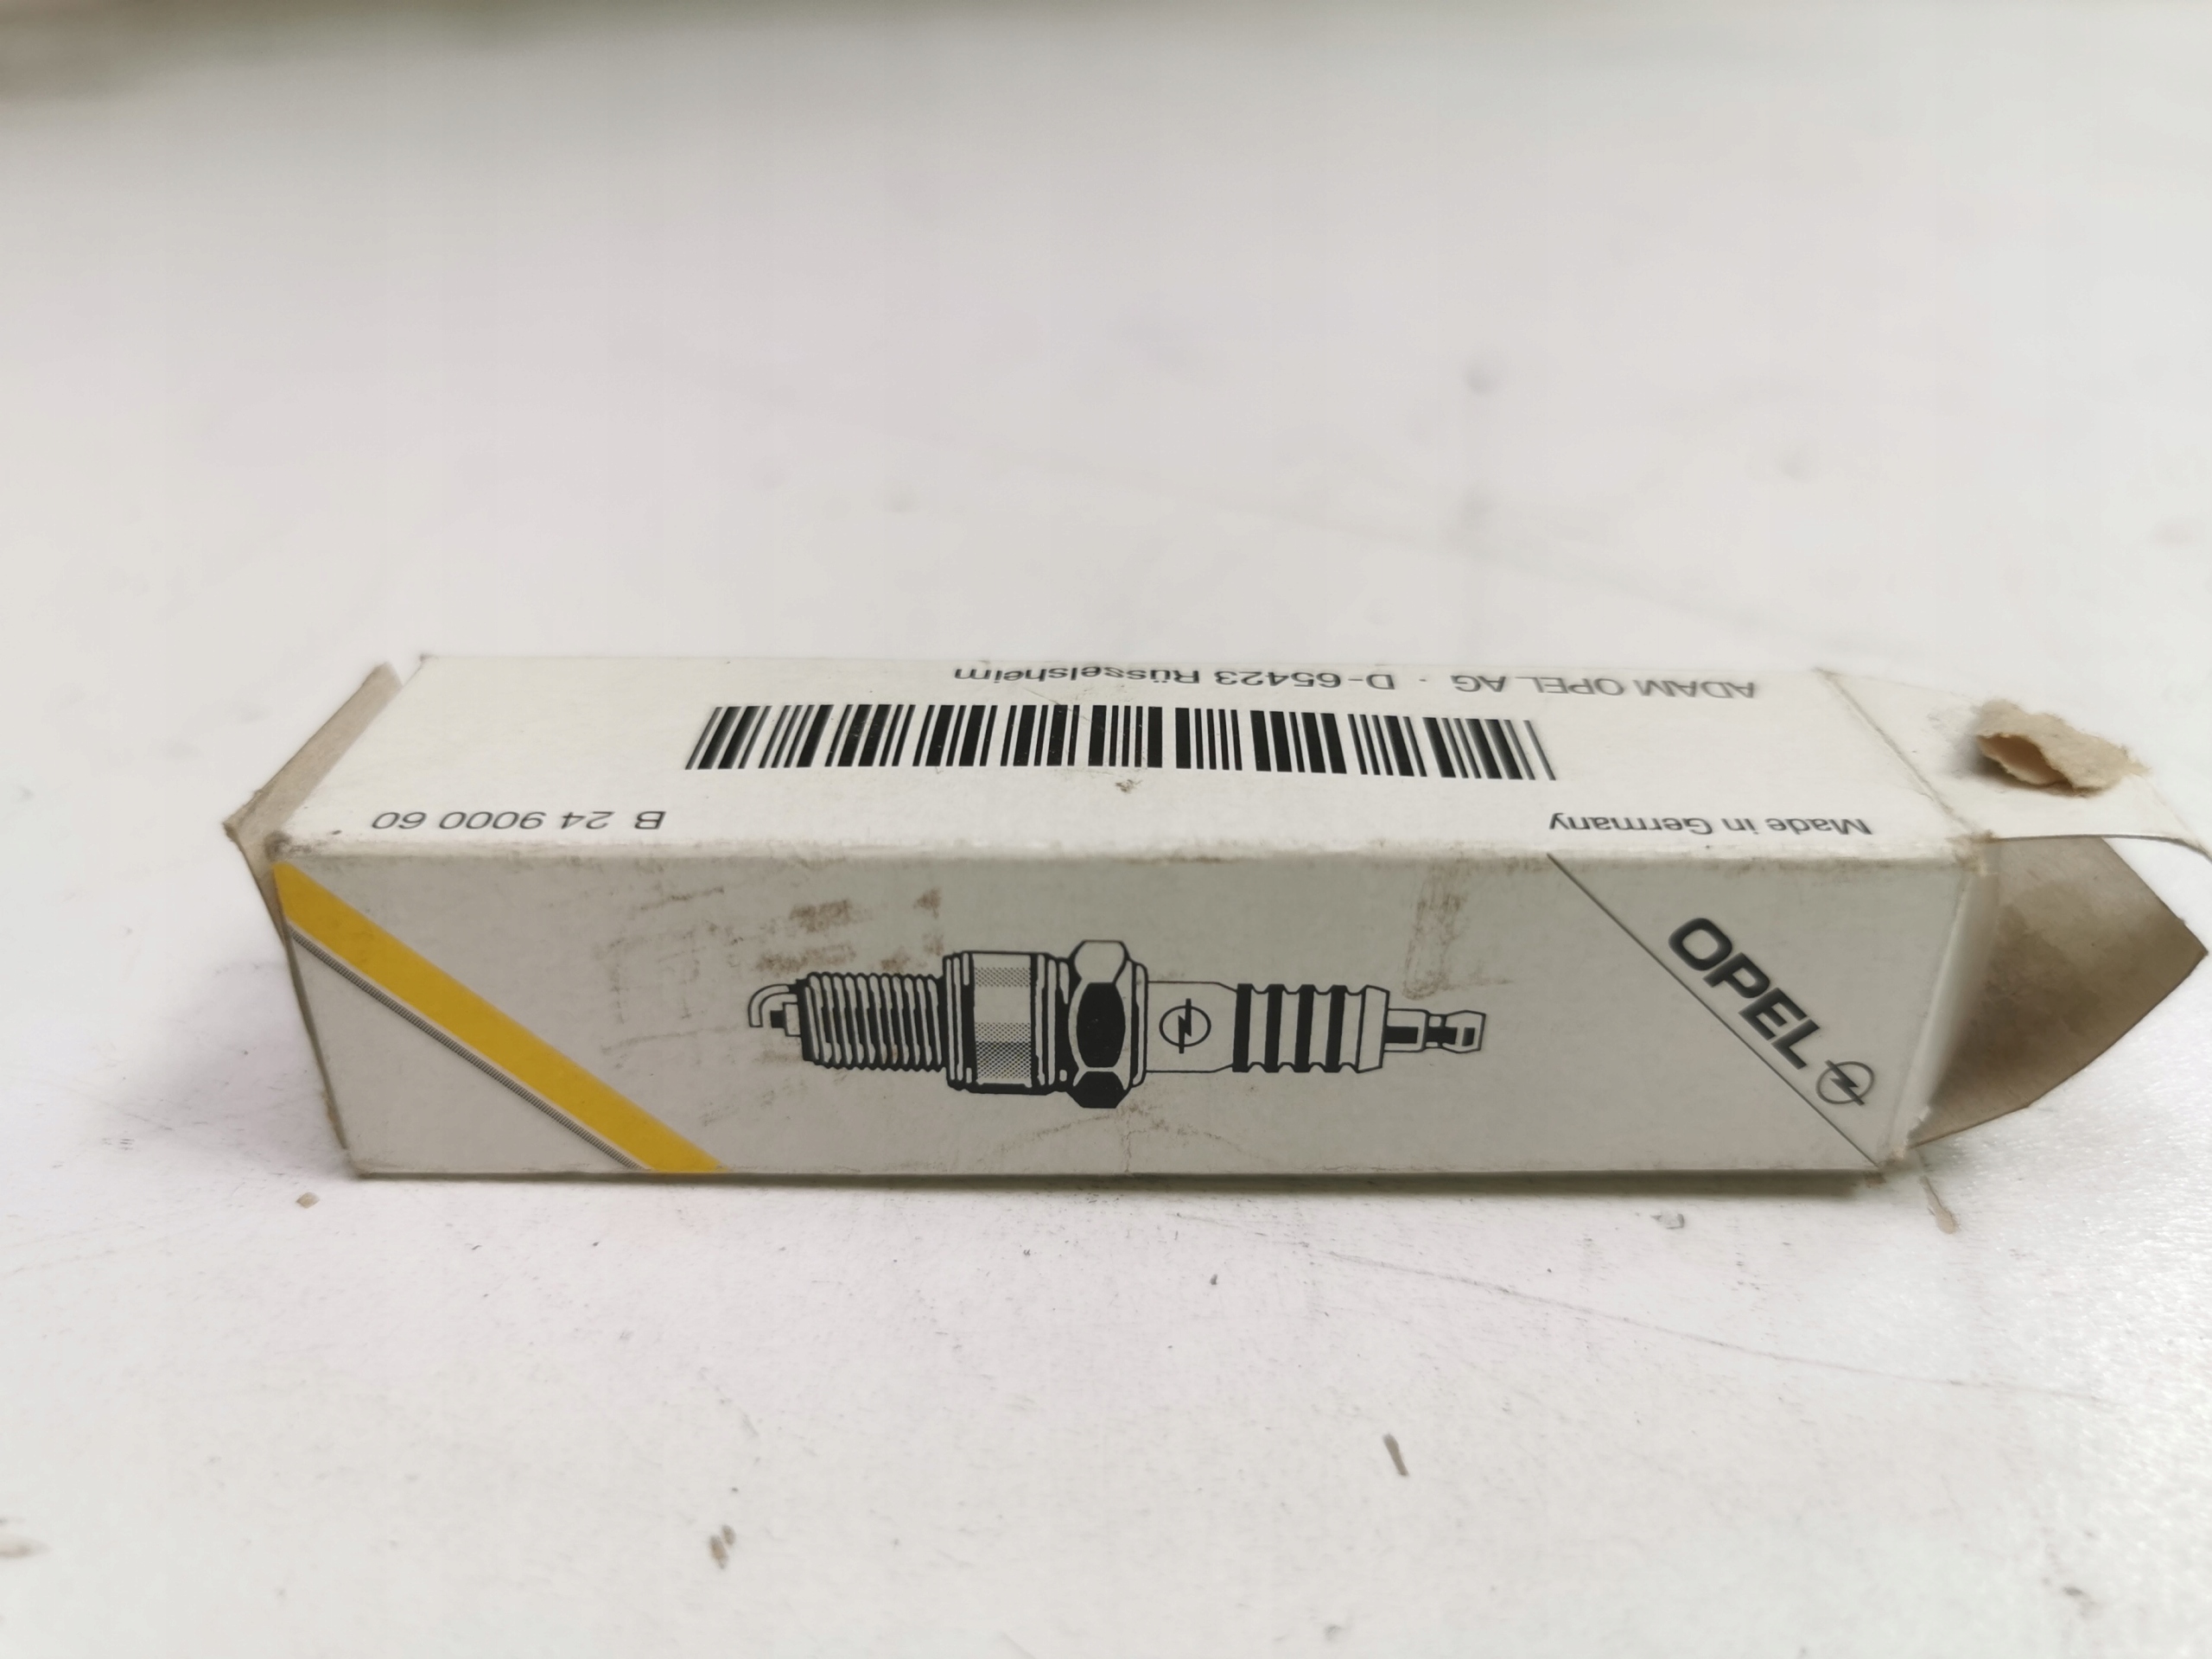 Made in Germany
B 24 9000 60
ADAM OPEL AG · D-65423 Rüsselsheim
OPEL